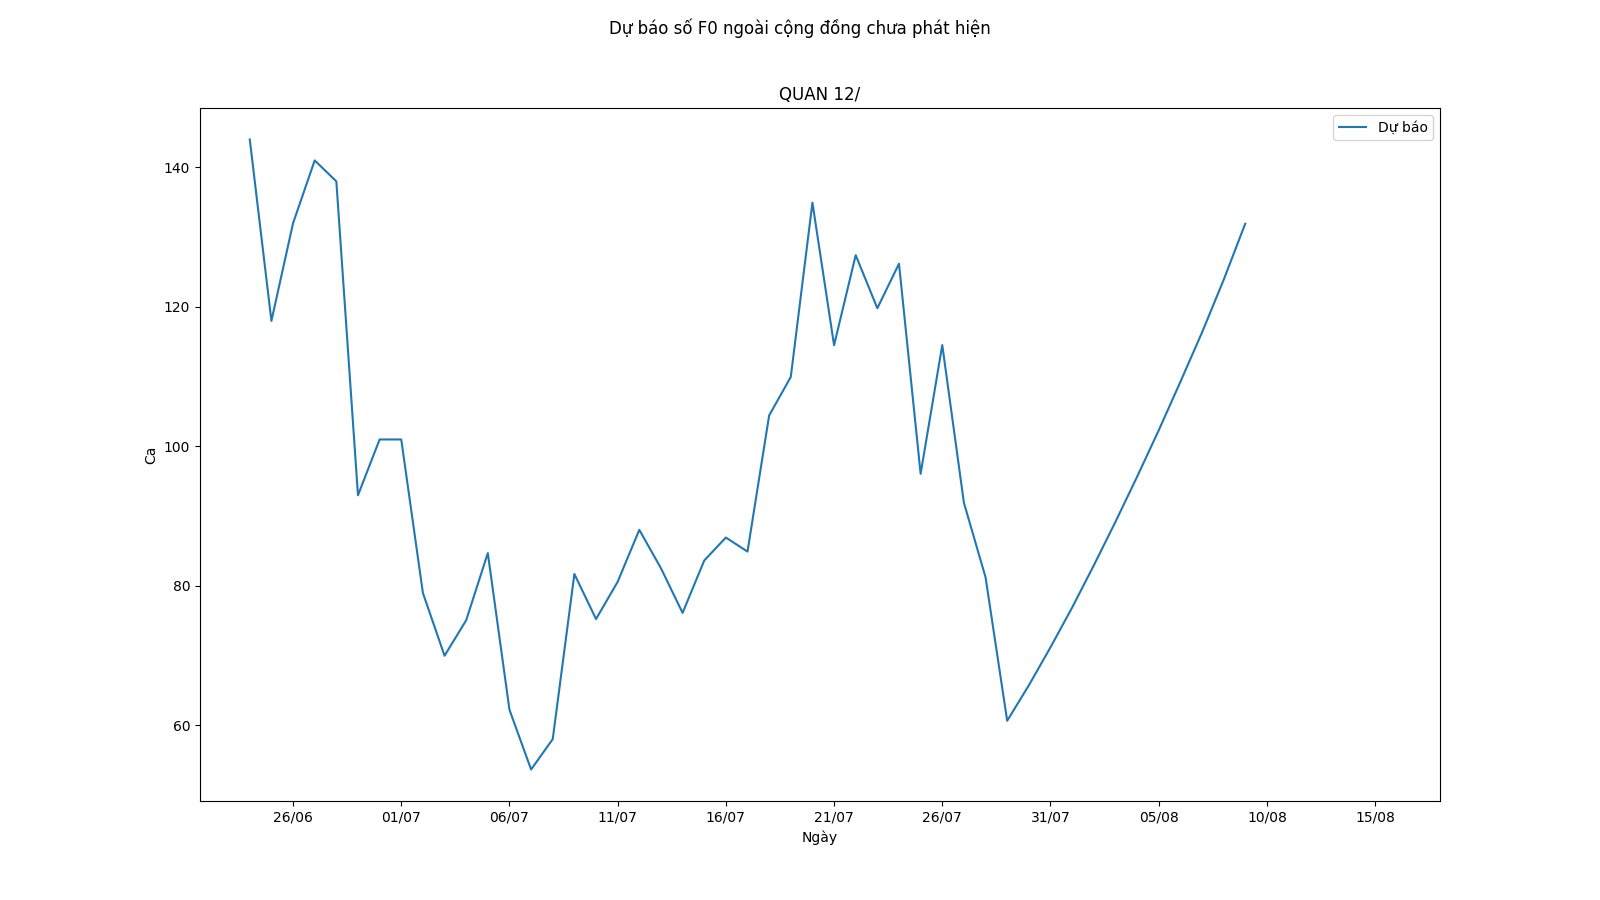 Dự báo số F0 ngoài cộng đồng chưa phát hiện
QUAN 12/
Dự báo
140
120
100
80
60
Ca
26/06 01/07 06/07 11/07 16/07 21/07 26/07 31/07 05/08 10/08 15/08
Ngày